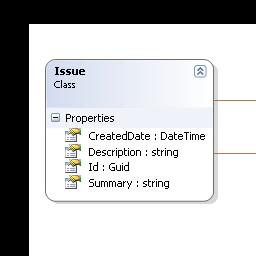 Issue
Class
Properties
CreatedDate : DateTime
Description : string
Id : Guid
Summary : string